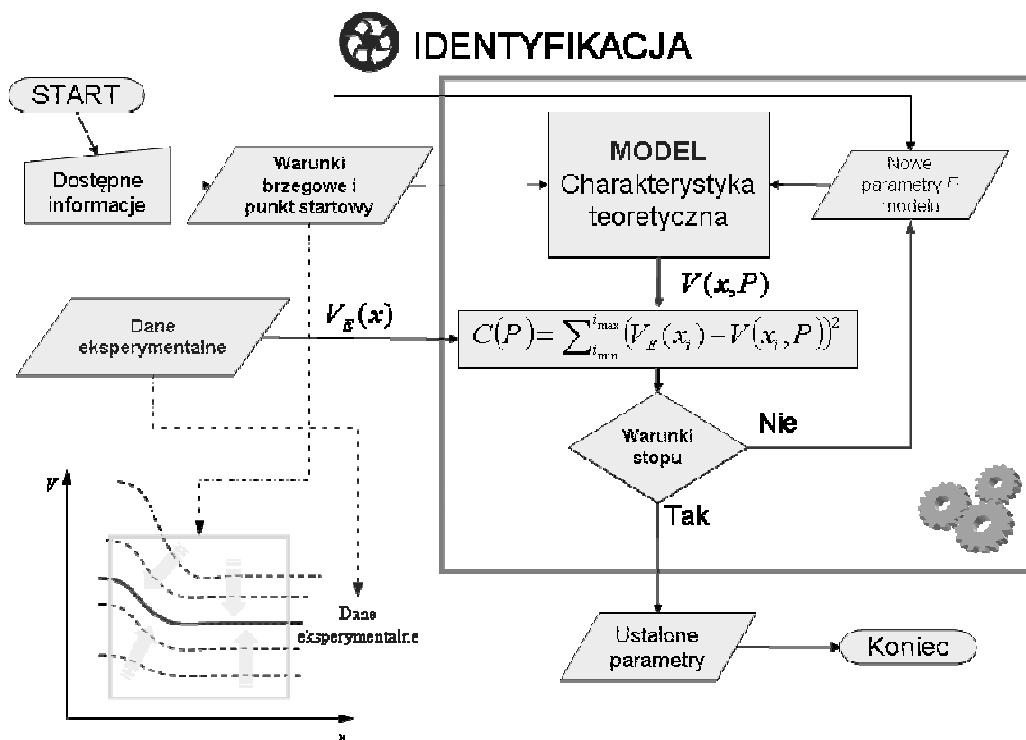 IDENTYFIKACJA
START
Dostępne
informacje
Warunki
brzegowe i
punkt startowy
MODEL
Charakterystyka
teoretyczna
Nowe
parametry P
modelu
V(x,P)
Dane
eksperymentalne
V_E(x)
C(P)=∑_{i_min}^{i_max}(V_E(x_i)−V(x_i,P))²
Warunki
stopu
Nie
Tak
V
Dane
eksperymentalne
x
Ustalone
parametry
Koniec